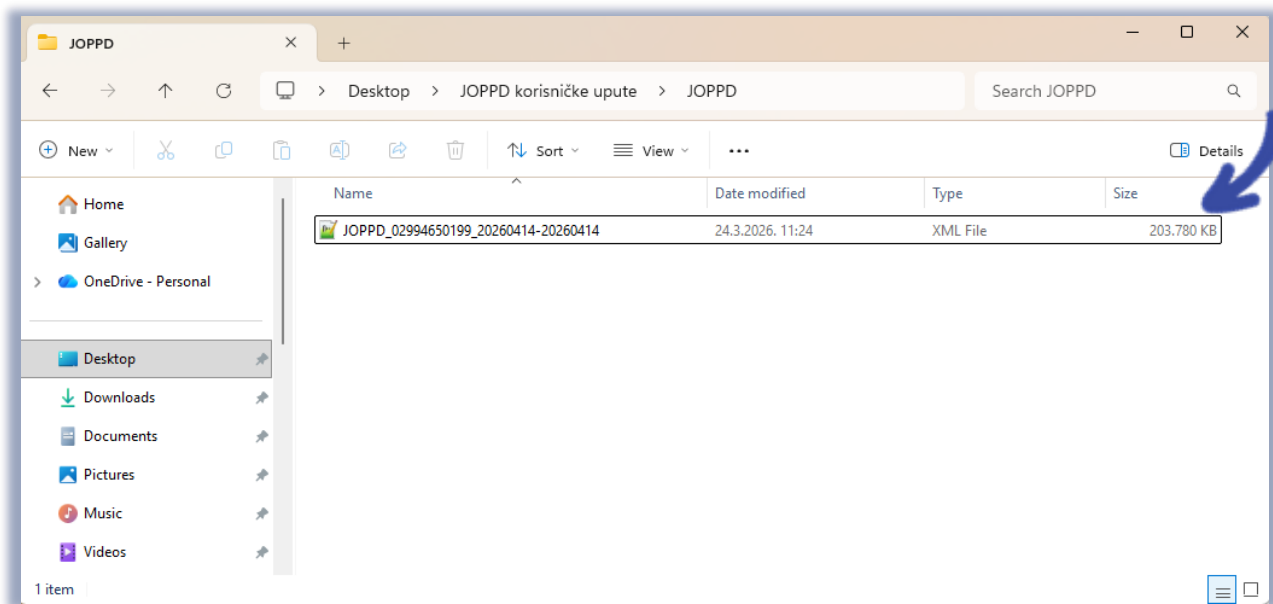 JOPPD
Desktop > JOPPD korisničke upute > JOPPD
Search JOPPD
New
Sort
View
Details
Name
Date modified
Type
Size
JOPPD_02994650199_20260414-20260414
24.3.2026. 11:24
XML File
203.780 KB
Home
Gallery
OneDrive - Personal
Desktop
Downloads
Documents
Pictures
Music
Videos
1 item